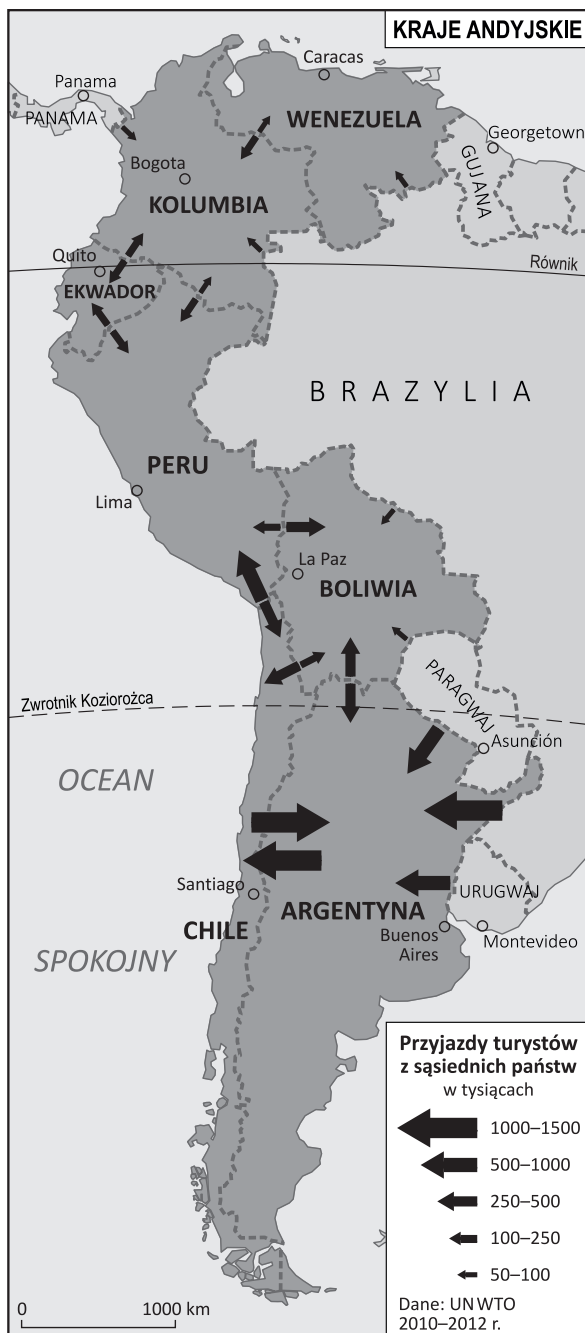 KRAJE ANDYJSKIE
Caracas
Panama
PANAMA
WENEZUELA
Georgetown
GUJANA
Bogota
KOLUMBIA
Quito
Równik
EKWADOR
BRAZYLIA
PERU
Lima
La Paz
BOLIWIA
PARAGWAJ
Zwrotnik Koziorożca
Asunción
OCEAN
Santiago
URUGWAJ
ARGENTYNA
CHILE
Buenos
Aires
Montevideo
SPOKOJNY
Przyjazdy turystów
z sąsiednich państw
w tysiącach
1000–1500
500–1000
250–500
100–250
50–100
0 1000 km
Dane: UNWTO
2010–2012 r.